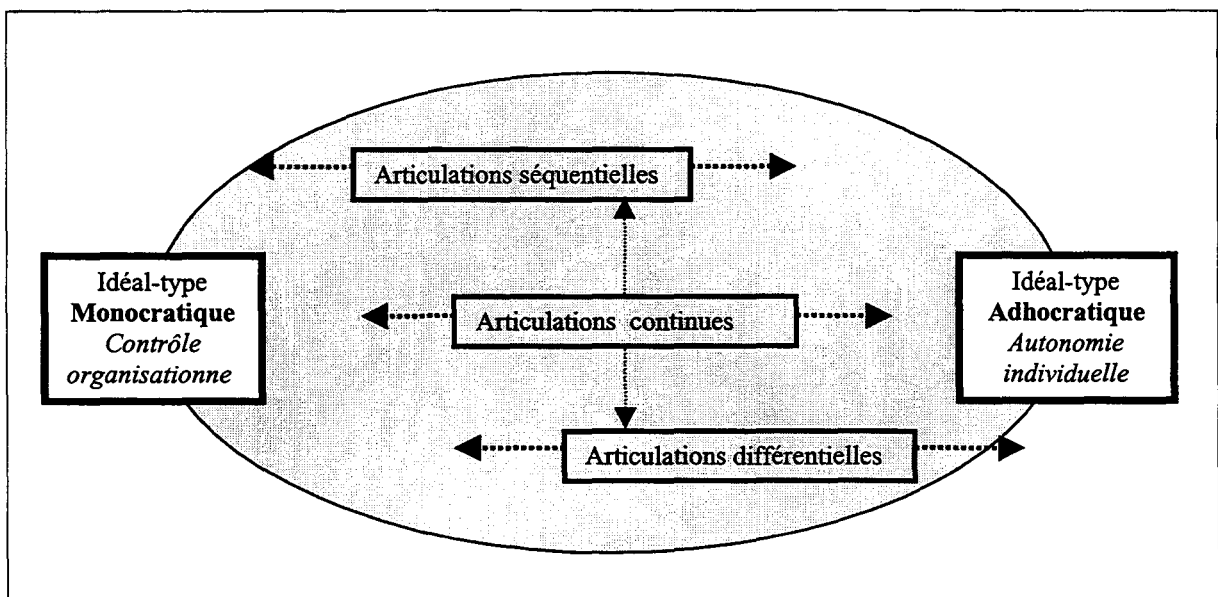 Articulations séquentielles
Idéal-type
Monocratique
Contrôle
organisationne
Articulations continues
Idéal-type
Adhocratique
Autonomie
individuelle
Articulations différentielles